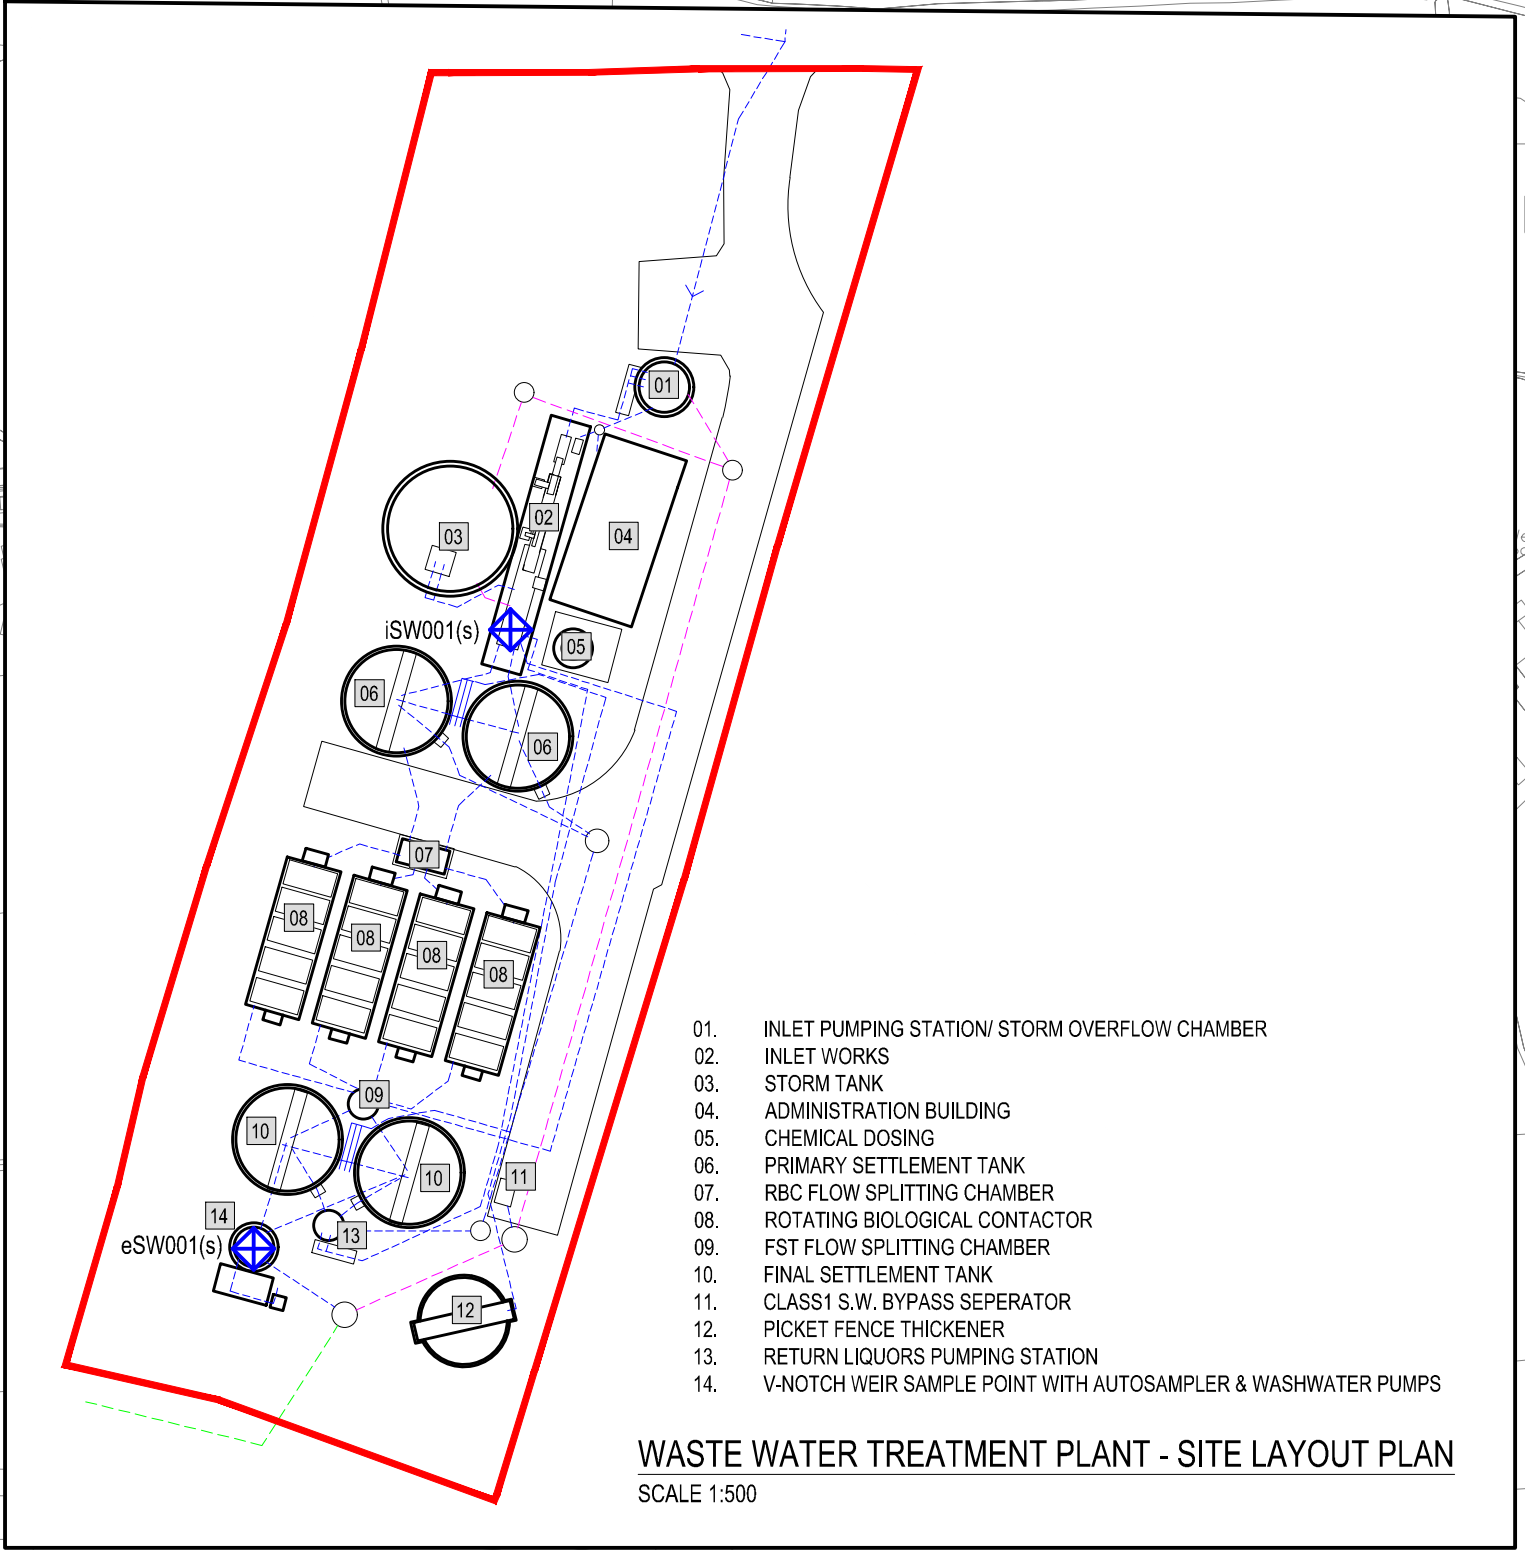 01
02
03
04
iSW001(s)
05
06
06
07
08
08
08
08
09
10
10
11
14
13
eSW001(s)
12
01. INLET PUMPING STATION/ STORM OVERFLOW CHAMBER
02. INLET WORKS
03. STORM TANK
04. ADMINISTRATION BUILDING
05. CHEMICAL DOSING
06. PRIMARY SETTLEMENT TANK
07. RBC FLOW SPLITTING CHAMBER
08. ROTATING BIOLOGICAL CONTACTOR
09. FST FLOW SPLITTING CHAMBER
10. FINAL SETTLEMENT TANK
11. CLASS1 S.W. BYPASS SEPERATOR
12. PICKET FENCE THICKENER
13. RETURN LIQUORS PUMPING STATION
14. V-NOTCH WEIR SAMPLE POINT WITH AUTOSAMPLER & WASHWATER PUMPS
WASTE WATER TREATMENT PLANT - SITE LAYOUT PLAN
SCALE 1:500